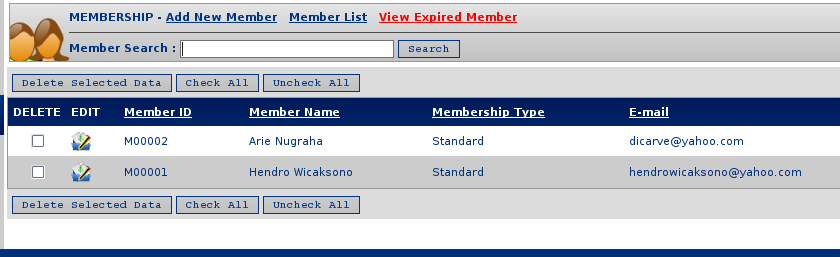 MEMBERSHIP - Add New Member Member List View Expired Member
Member Search : Search
Delete Selected Data Check All Uncheck All
DELETE EDIT Member ID Member Name Membership Type E-mail
M00002 Arie Nugraha Standard dicarve@yahoo.com
M00001 Hendro Wicaksono Standard hendrowicaksono@yahoo.com
Delete Selected Data Check All Uncheck All